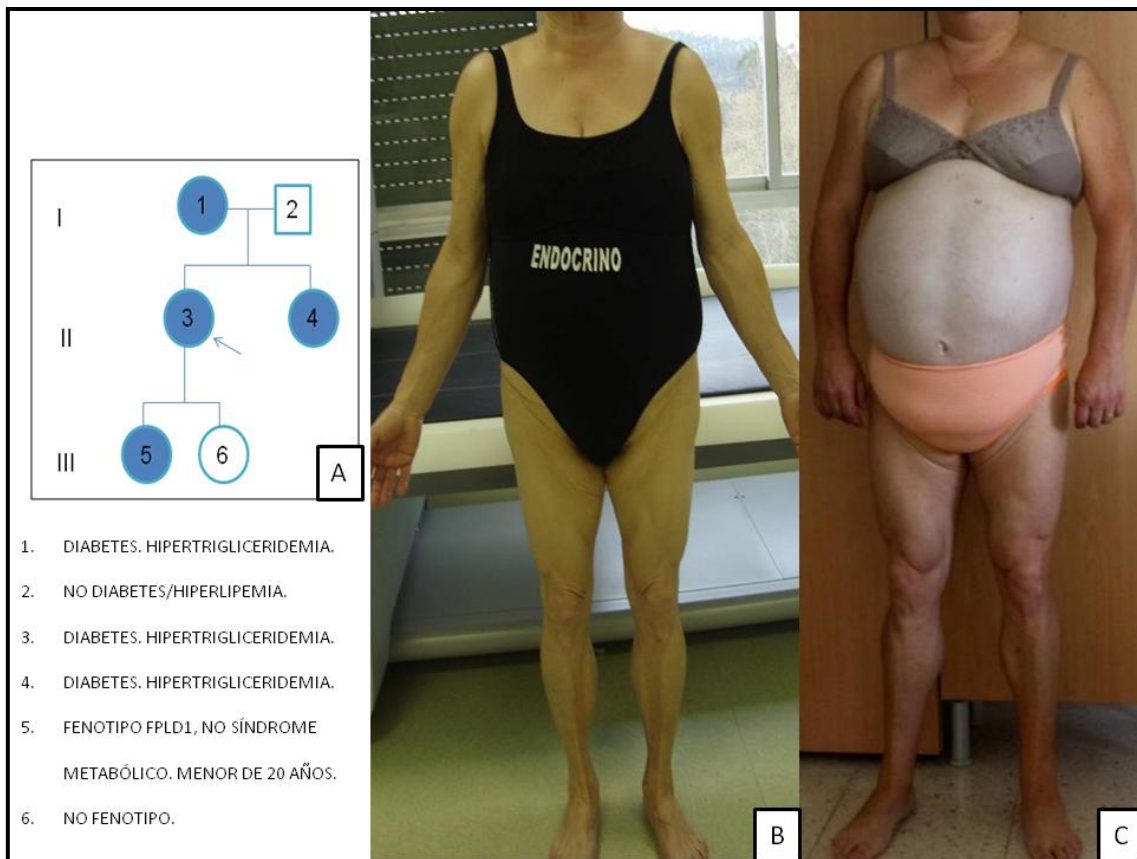 I
II
III
1
2
3
4
5
6
A
1. DIABETES. HIPERTRIGLICERIDEMIA.
2. NO DIABETES/HIPERLIPEMIA.
3. DIABETES. HIPERTRIGLICERIDEMIA.
4. DIABETES. HIPERTRIGLICERIDEMIA.
5. FENOTIPO FPLD1, NO SÍNDROME
METABÓLICO. MENOR DE 20 AÑOS.
6. NO FENOTIPO.
ENDOCRINO
B
C